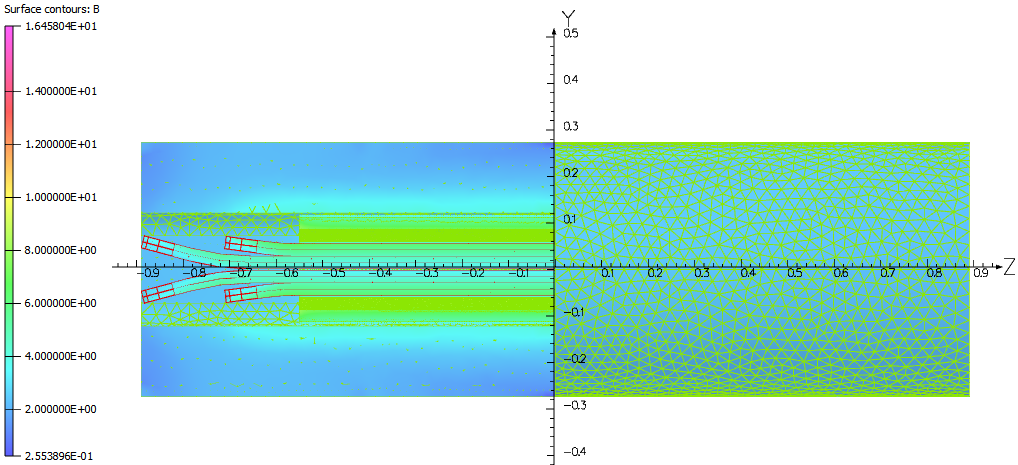 Surface contours: B
1.645804E+01
1.400000E+01
1.200000E+01
1.000000E+01
8.000000E+00
6.000000E+00
4.000000E+00
2.000000E+00
2.553896E-01
Y
0.5
0.4
0.3
0.2
0.1
-0.9 -0.8 -0.7 -0.6 -0.5 -0.4 -0.3 -0.2 -0.1 0.1 0.2 0.3 0.4 0.5 0.6 0.7 0.8 0.9 Z
-0.1
-0.2
-0.3
-0.4